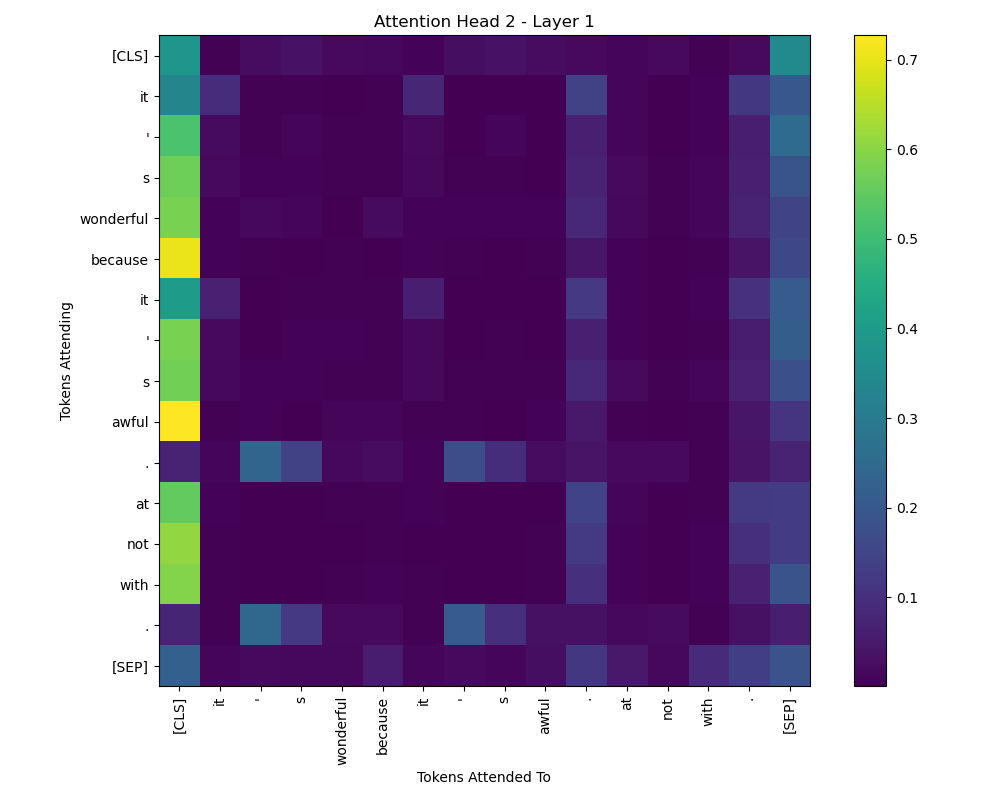 Attention Head 2 - Layer 1
Tokens Attending
[CLS]
it
'
s
wonderful
because
it
'
s
awful
.
at
not
with
.
[SEP]
[CLS]
it
'
s
wonderful
because
it
'
s
awful
.
at
not
with
.
[SEP]
Tokens Attended To
0.7
0.6
0.5
0.4
0.3
0.2
0.1